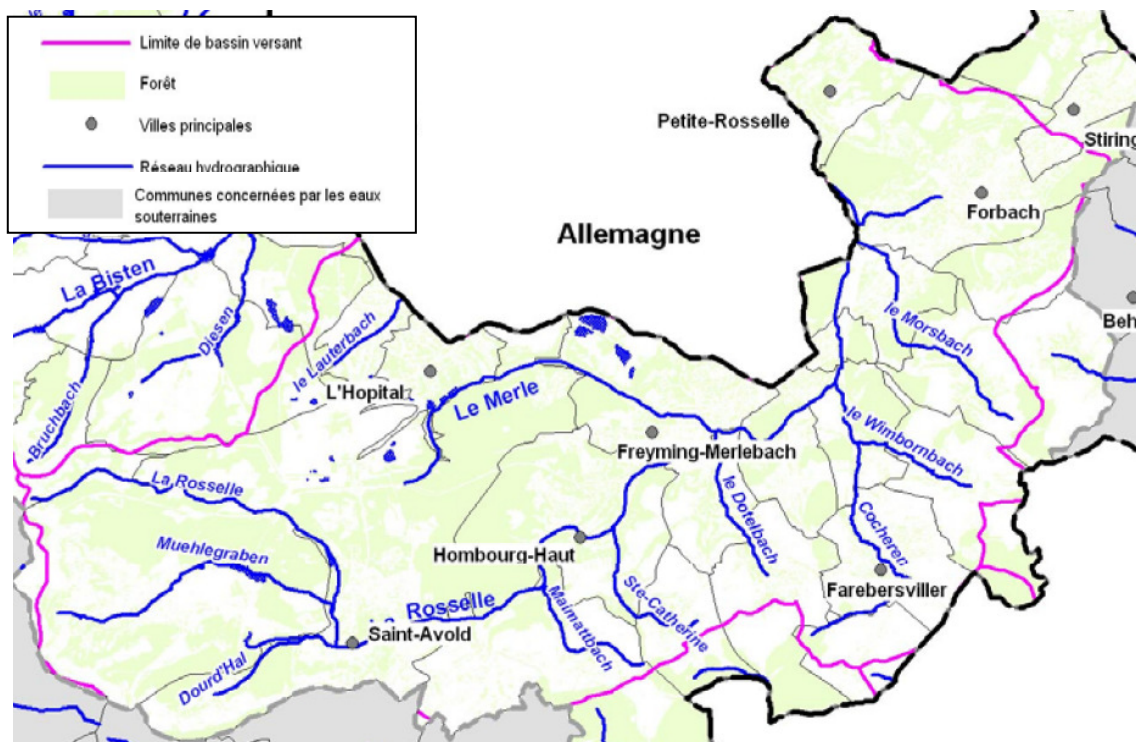 Limite de bassin versant
Forêt
Villes principales
Réseau hydrographique
Communes concernées par les eaux
souterraines
Petite-Rosselle
Stiring
Forbach
Allemagne
La Bisten
Diesen
le Lauterbach
Bruchbach
L'Hopital
Le Merle
le Morsbach
Beh
le Wimbornbach
Freyming-Merlebach
La Rosselle
le Dotelbach
Cocheren
Muehlegraben
Hombourg-Haut
Farebersviller
Ste-Catherine
Maimattbach
Rosselle
Saint-Avold
Dourd'Hal